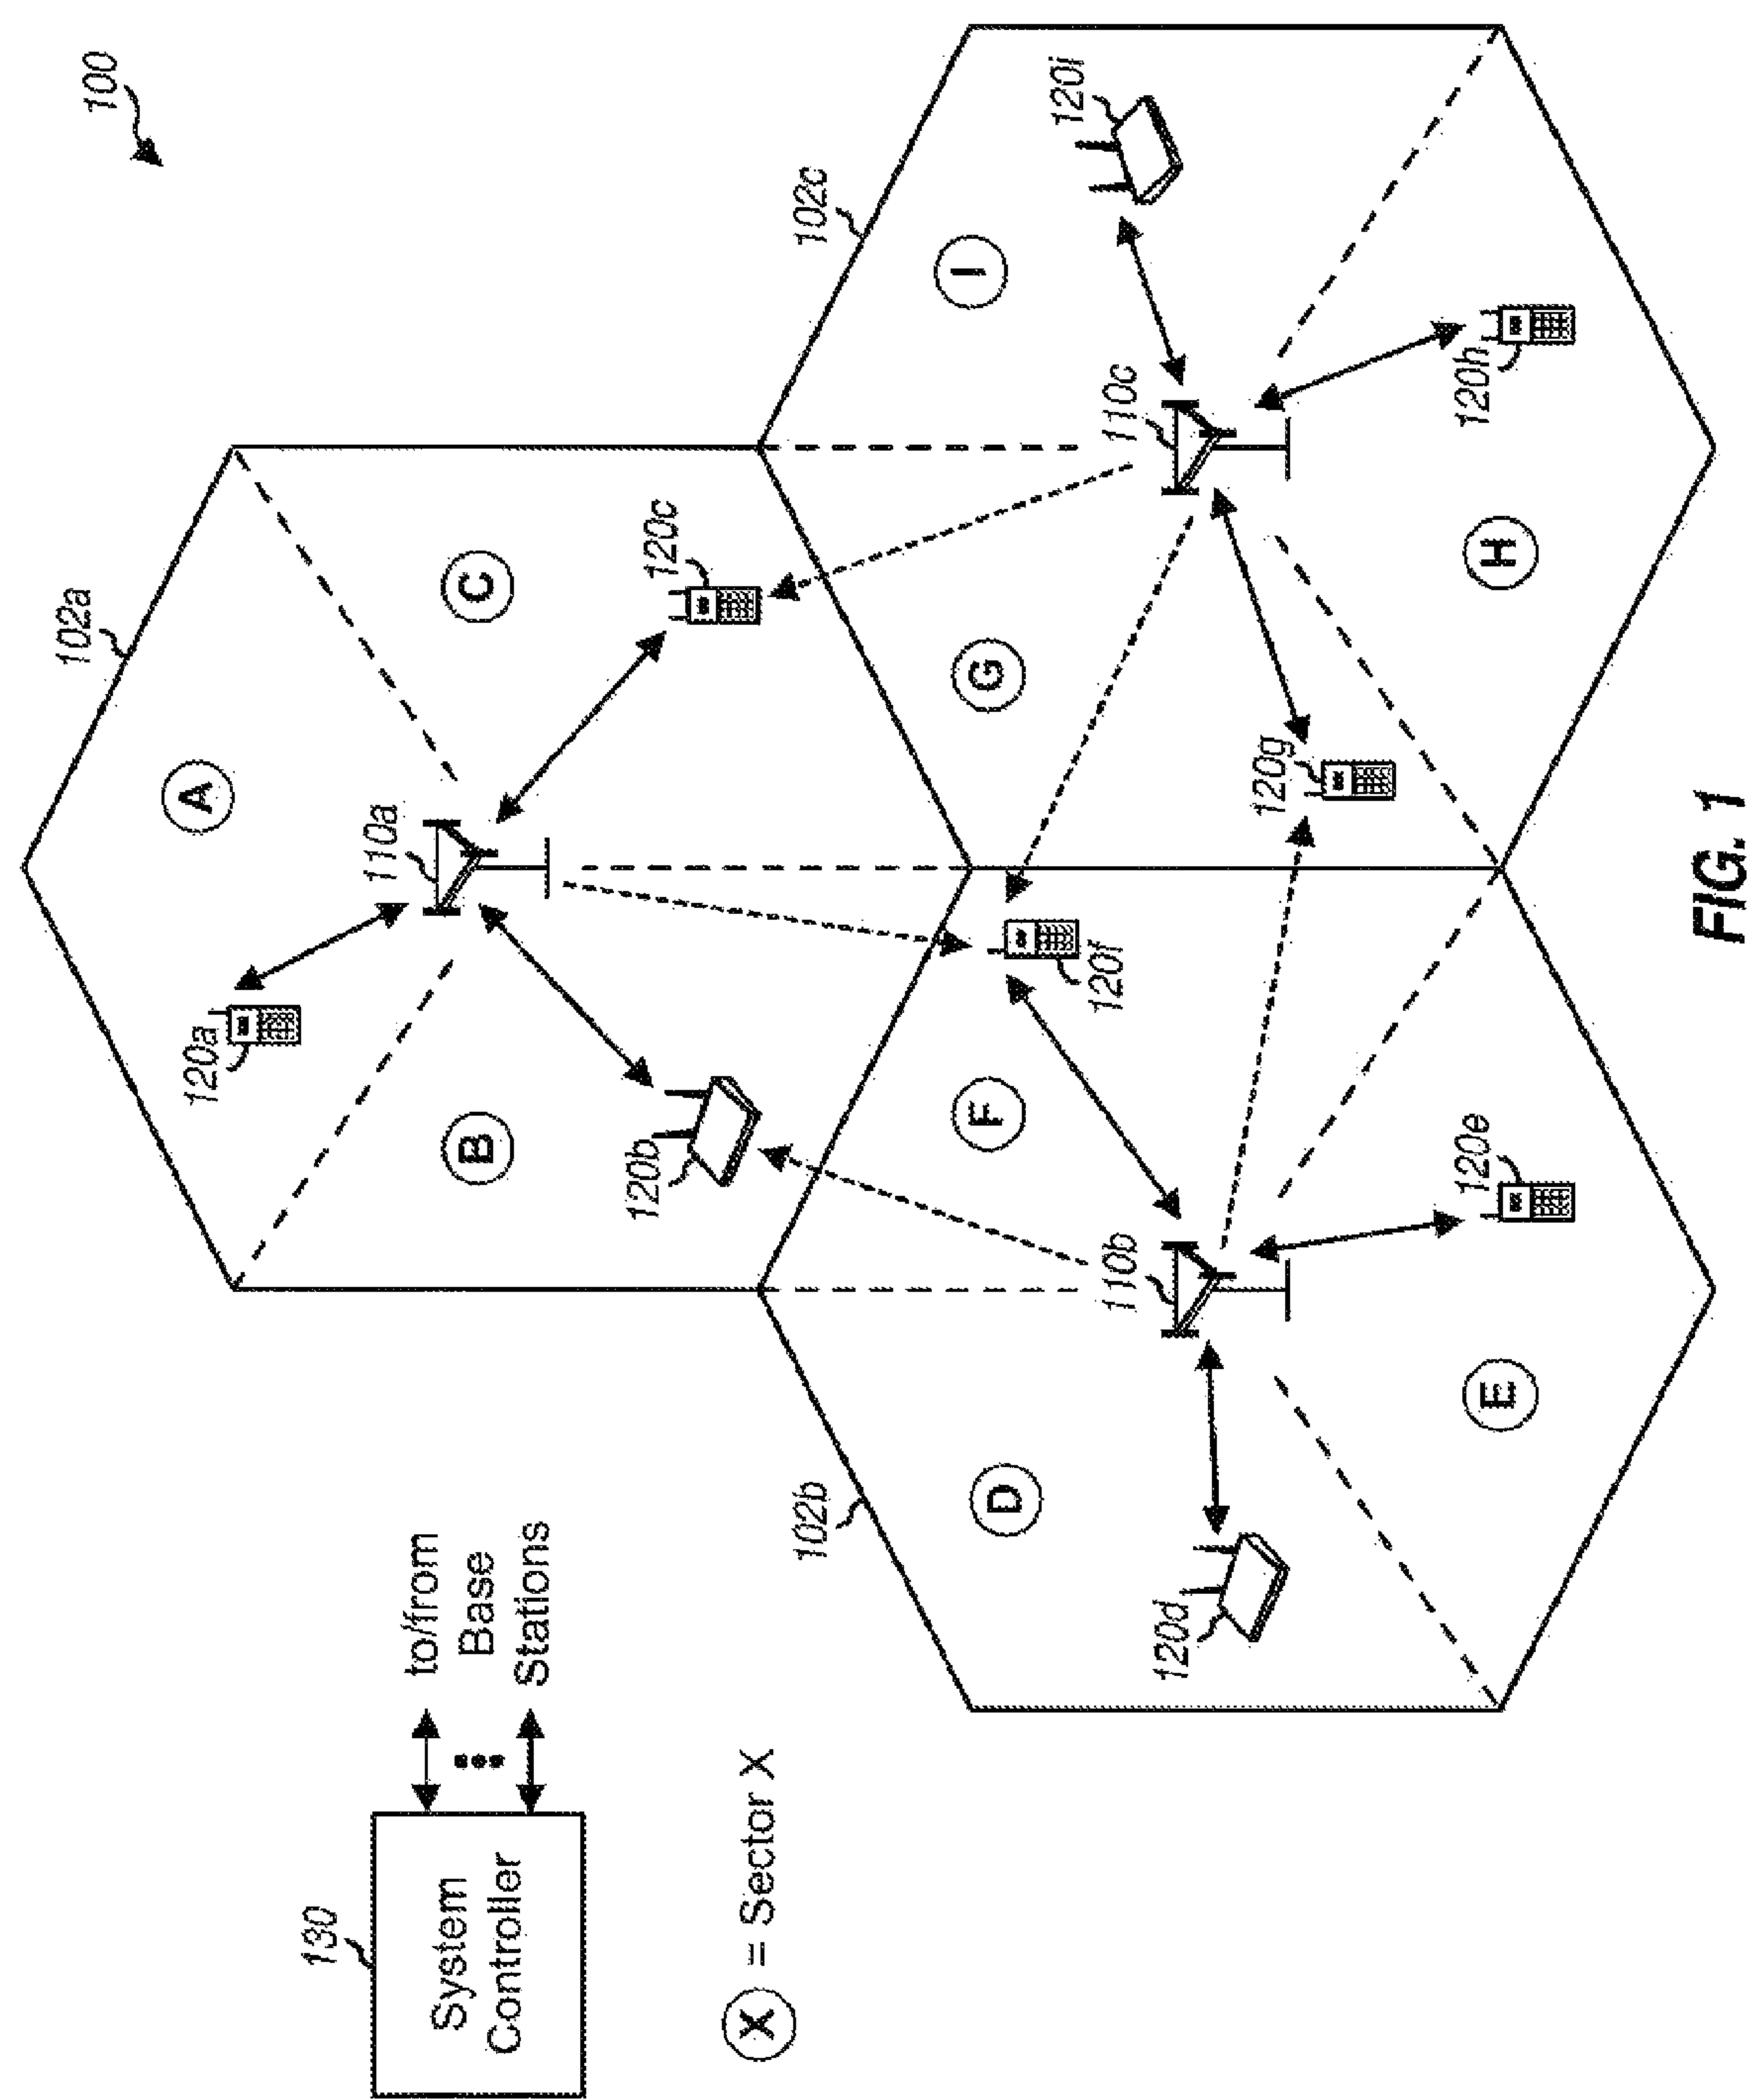 100
130
System
Controller
to/from
Base
Stations
X = Sector X
102a
A
120a
110a
B
C
120b
120c
102b
D
F
120f
110b
120d
E
120e
102c
G
I
120i
110c
120g
H
120h
FIG. 1